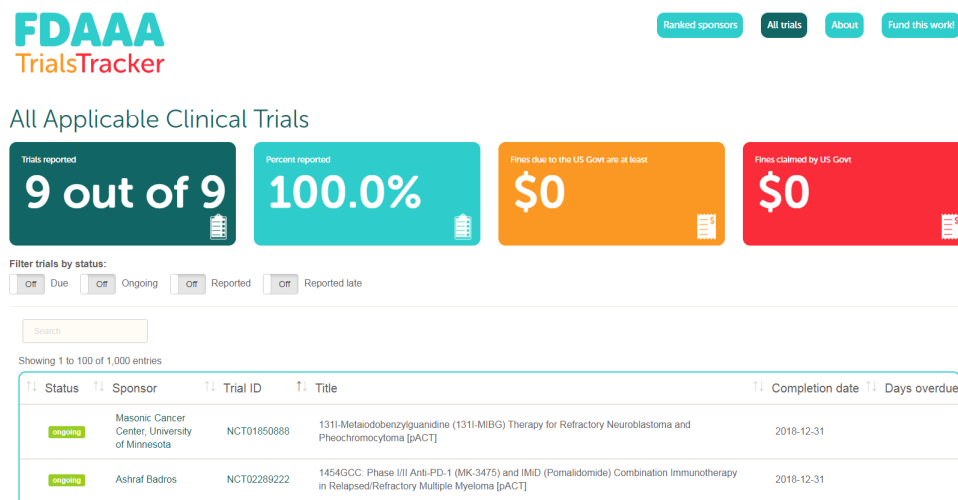 FDAAA
TrialsTracker
Ranked sponsors
All trials
About
Fund this work!
All Applicable Clinical Trials
Trials reported
9 out of 9
Percent reported
100.0%
Fines due to the US Govt are at least
$0
Fines claimed by US Govt
$0
Filter trials by status:
Off Due Off Ongoing Off Reported Off Reported late
Search
Showing 1 to 100 of 1,000 entries
Status Sponsor Trial ID Title Completion date Days overdue
ongoing
Masonic Cancer
Center, University
of Minnesota
NCT01850888
131I-Metaiodobenzylguanidine (131I-MIBG) Therapy for Refractory Neuroblastoma and
Pheochromocytoma [pACT]
2018-12-31
ongoing
Ashraf Badros
NCT02289222
1454GCC: Phase I/II Anti-PD-1 (MK-3475) and IMiD (Pomalidomide) Combination Immunotherapy
in Relapsed/Refractory Multiple Myeloma [pACT]
2018-12-31